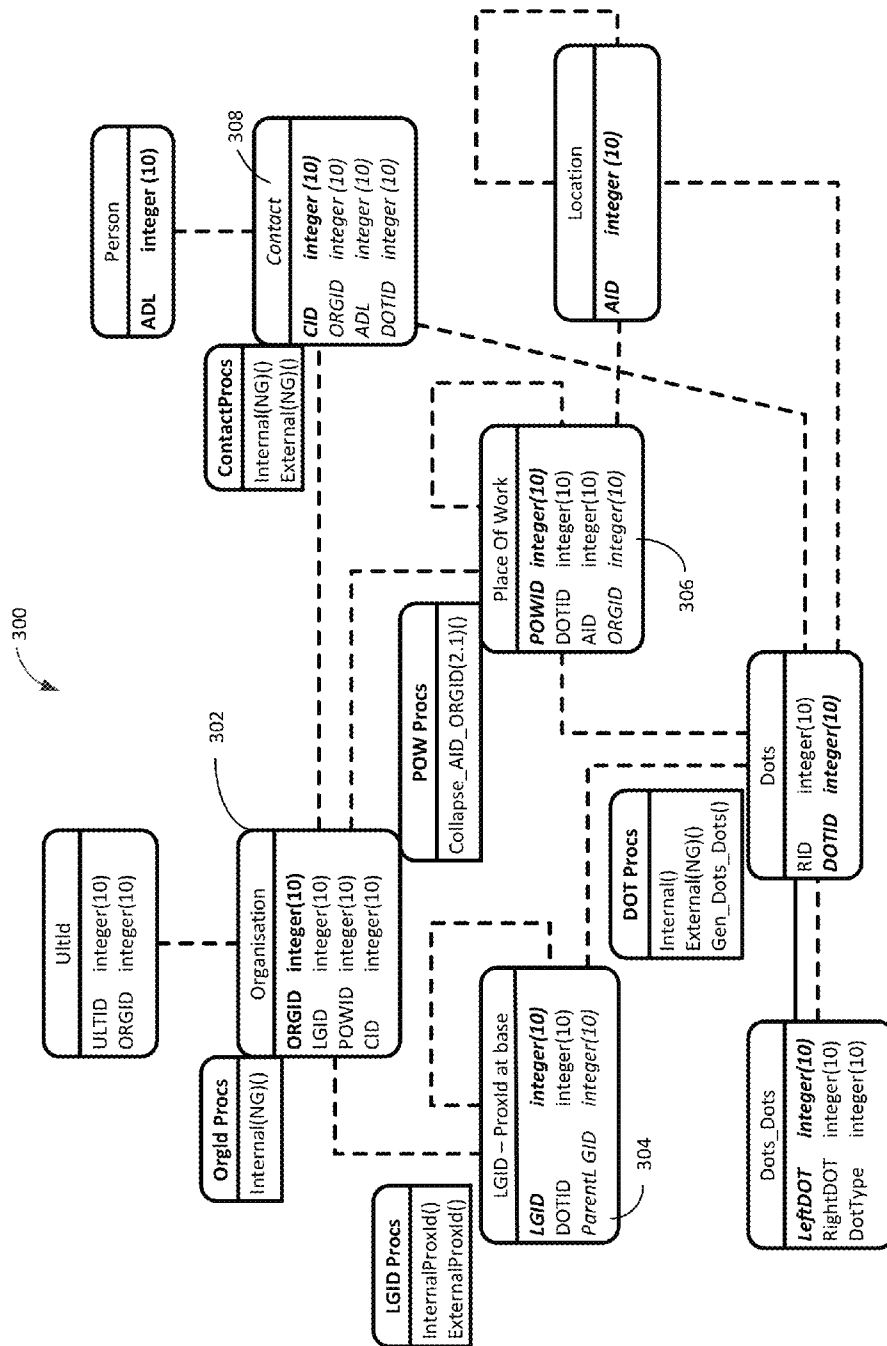 300
UltId
ULTID integer(10)
ORGID integer(10)
Person
ADL integer (10)
OrgId Procs
Internal(NG)()
302
Organisation
ORGID integer(10)
LGID integer(10)
POWID integer(10)
CID integer(10)
ContactProcs
Internal(NG)()
External(NG)()
308
Contact
CID integer (10)
ORGID integer (10)
ADL integer (10)
DOTID integer (10)
LGID Procs
InternalProxId()
ExternalProxId()
POW Procs
Collapse_AID_ORGID(2.1)()
LGID – ProxId at base
LGID integer(10)
DOTID integer(10)
ParentL GID integer(10)
304
Place Of Work
POWID integer(10)
DOTID integer(10)
AID integer(10)
ORGID integer(10)
306
Location
AID integer (10)
DOT Procs
Internal()
External(NG)()
Gen_Dots_Dots()
Dots_Dots
LeftDOT integer(10)
RightDOT integer(10)
DotType integer(10)
Dots
RID integer(10)
DOTID integer(10)